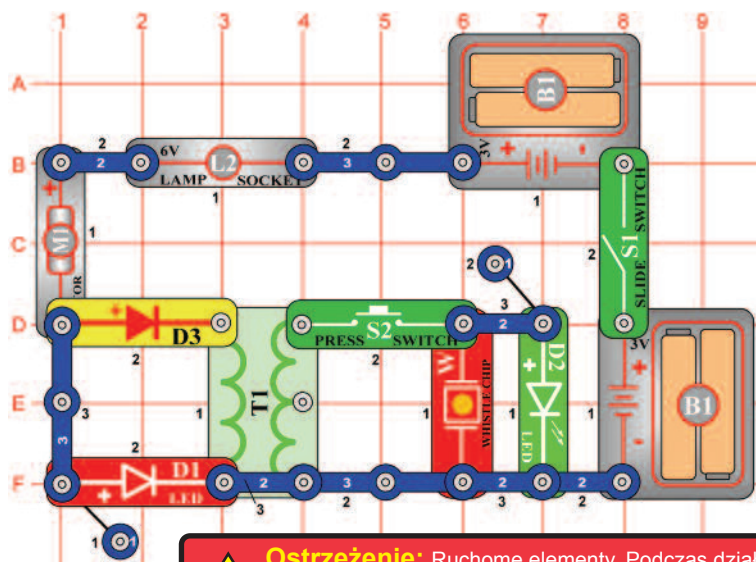 1 2 3 4 5 6 7 8 9
A
B1
2 2
B 2 6V L2 3 3V + -
LAMP SOCKET
1 1
+
C M1 1 2 S1 SLIDE SWITCH
2 1
3
D + D3 S2 2 3V
PRESS SWITCH
2 2
W WHISTLE CHIP
D2 + LED
E 3 1 T1 1 1 1 + - B1
3
2
F + D1 2 3 2 2
LED
3 2 3
1 1
Ostrzeżenie: Ruchome elementy. Podczas dział